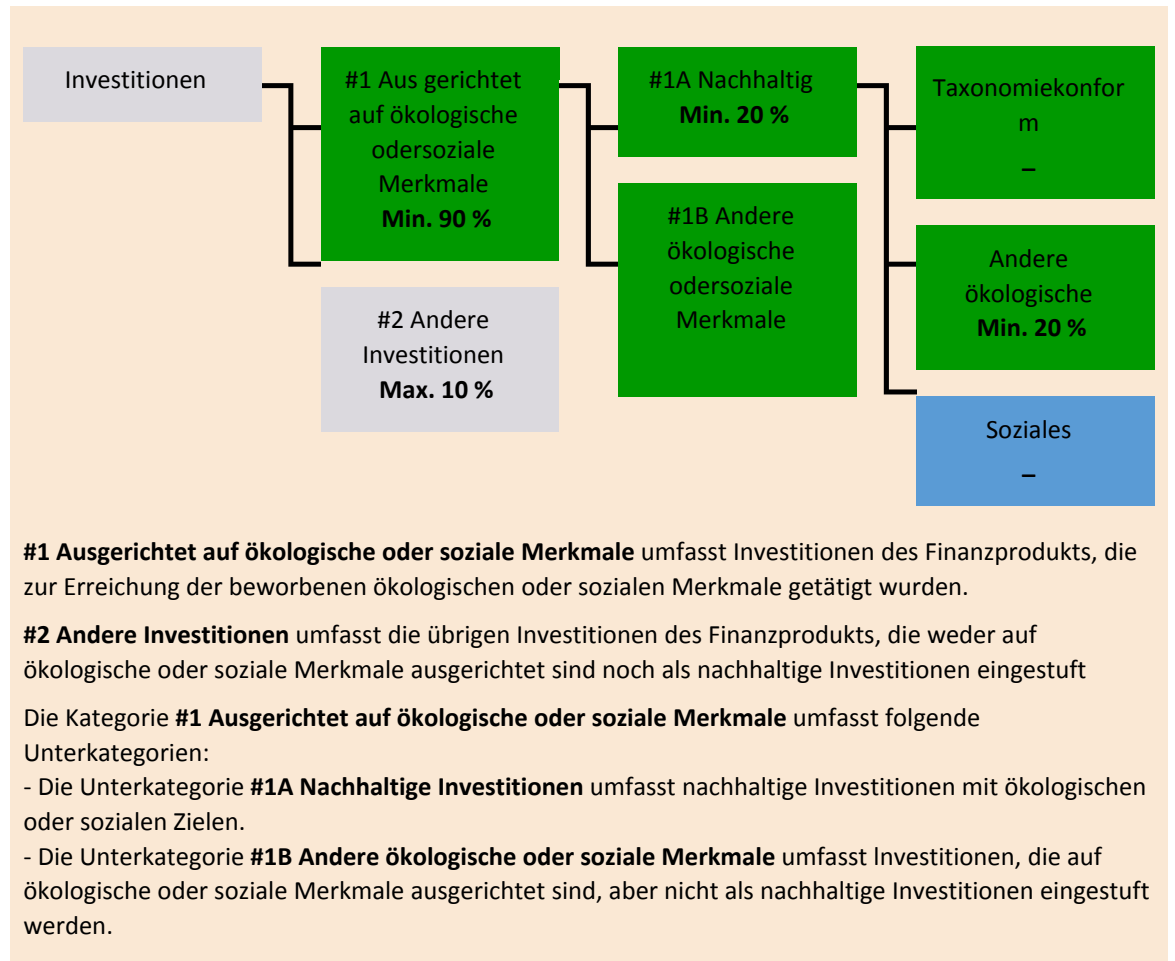 Investitionen
#1 Aus gerichtet
auf ökologische
odersoziale
Merkmale
Min. 90 %
#2 Andere
Investitionen
Max. 10 %
#1A Nachhaltig
Min. 20 %
#1B Andere
ökologische
odersoziale
Merkmale
Taxonomiekonfor
m
–
Andere
ökologische
Min. 20 %
Soziales
–
#1 Ausgerichtet auf ökologische oder soziale Merkmale umfasst Investitionen des Finanzprodukts, die
zur Erreichung der beworbenen ökologischen oder sozialen Merkmale getätigt wurden.
#2 Andere Investitionen umfasst die übrigen Investitionen des Finanzprodukts, die weder auf
ökologische oder soziale Merkmale ausgerichtet sind noch als nachhaltige Investitionen eingestuft
Die Kategorie #1 Ausgerichtet auf ökologische oder soziale Merkmale umfasst folgende
Unterkategorien:
- Die Unterkategorie #1A Nachhaltige Investitionen umfasst nachhaltige Investitionen mit ökologischen
oder sozialen Zielen.
- Die Unterkategorie #1B Andere ökologische oder soziale Merkmale umfasst lnvestitionen, die auf
ökologische oder soziale Merkmale ausgerichtet sind, aber nicht als nachhaltige Investitionen eingestuft
werden.